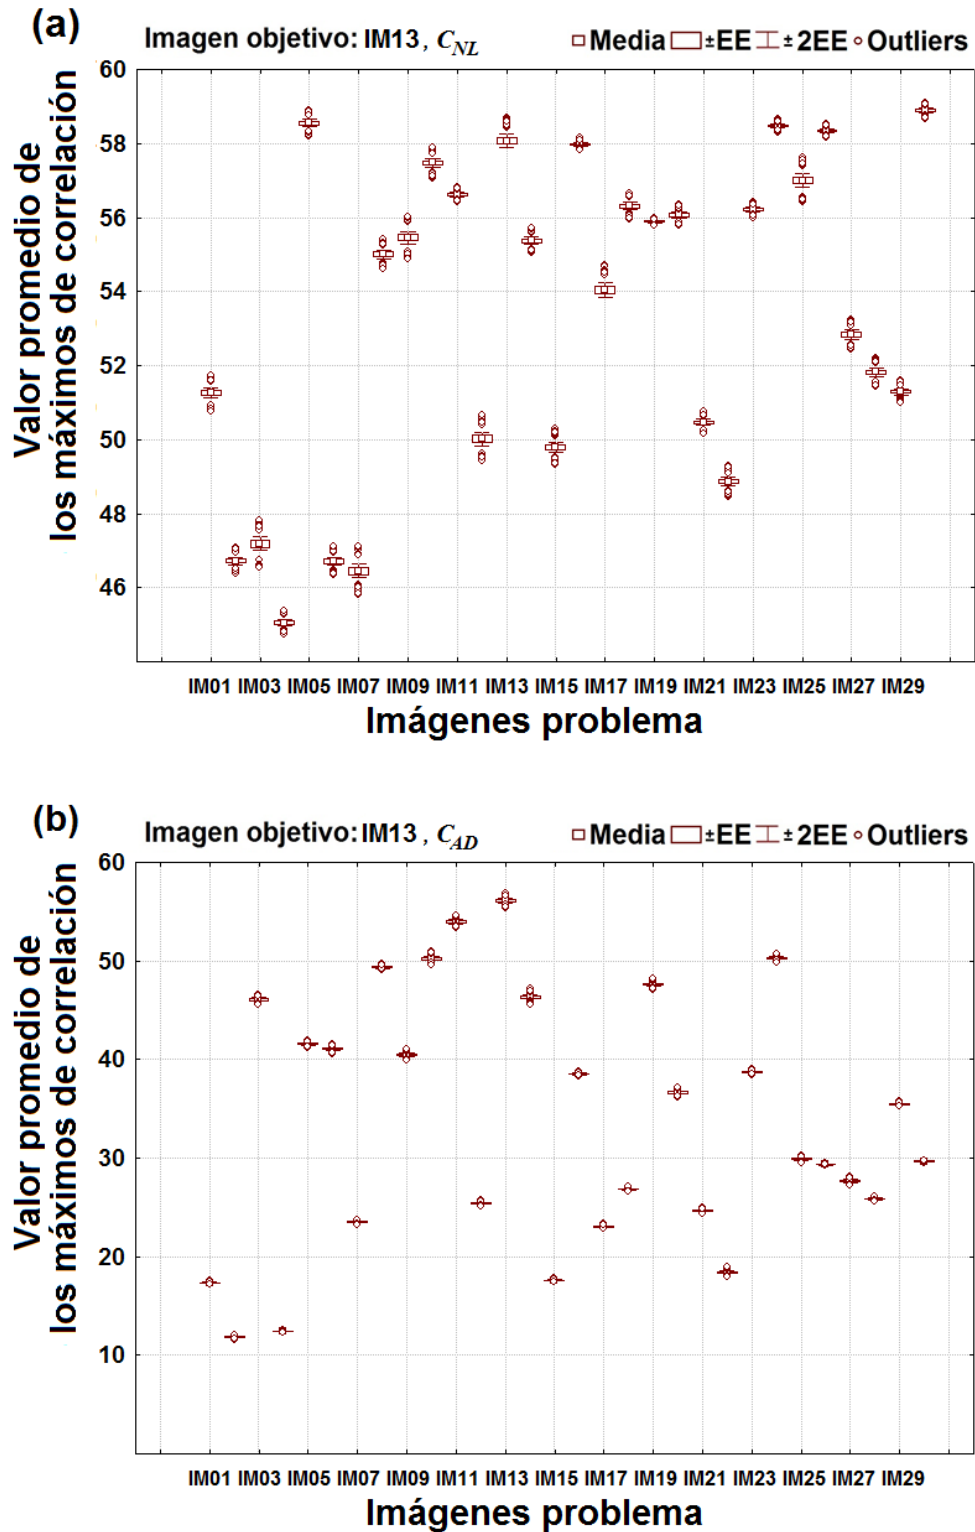 (a)
Imagen objetivo: IM13 , C_NL
Media ±EE ± 2EE Outliers
Valor promedio de
los máximos de correlación
60
58
56
54
52
50
48
46
IM01 IM03 IM05 IM07 IM09 IM11 IM13 IM15 IM17 IM19 IM21 IM23 IM25 IM27 IM29
Imágenes problema
(b)
Imagen objetivo: IM13 , C_AD
Media ±EE ± 2EE Outliers
Valor promedio de
los máximos de correlación
60
50
40
30
20
10
IM01 IM03 IM05 IM07 IM09 IM11 IM13 IM15 IM17 IM19 IM21 IM23 IM25 IM27 IM29
Imágenes problema